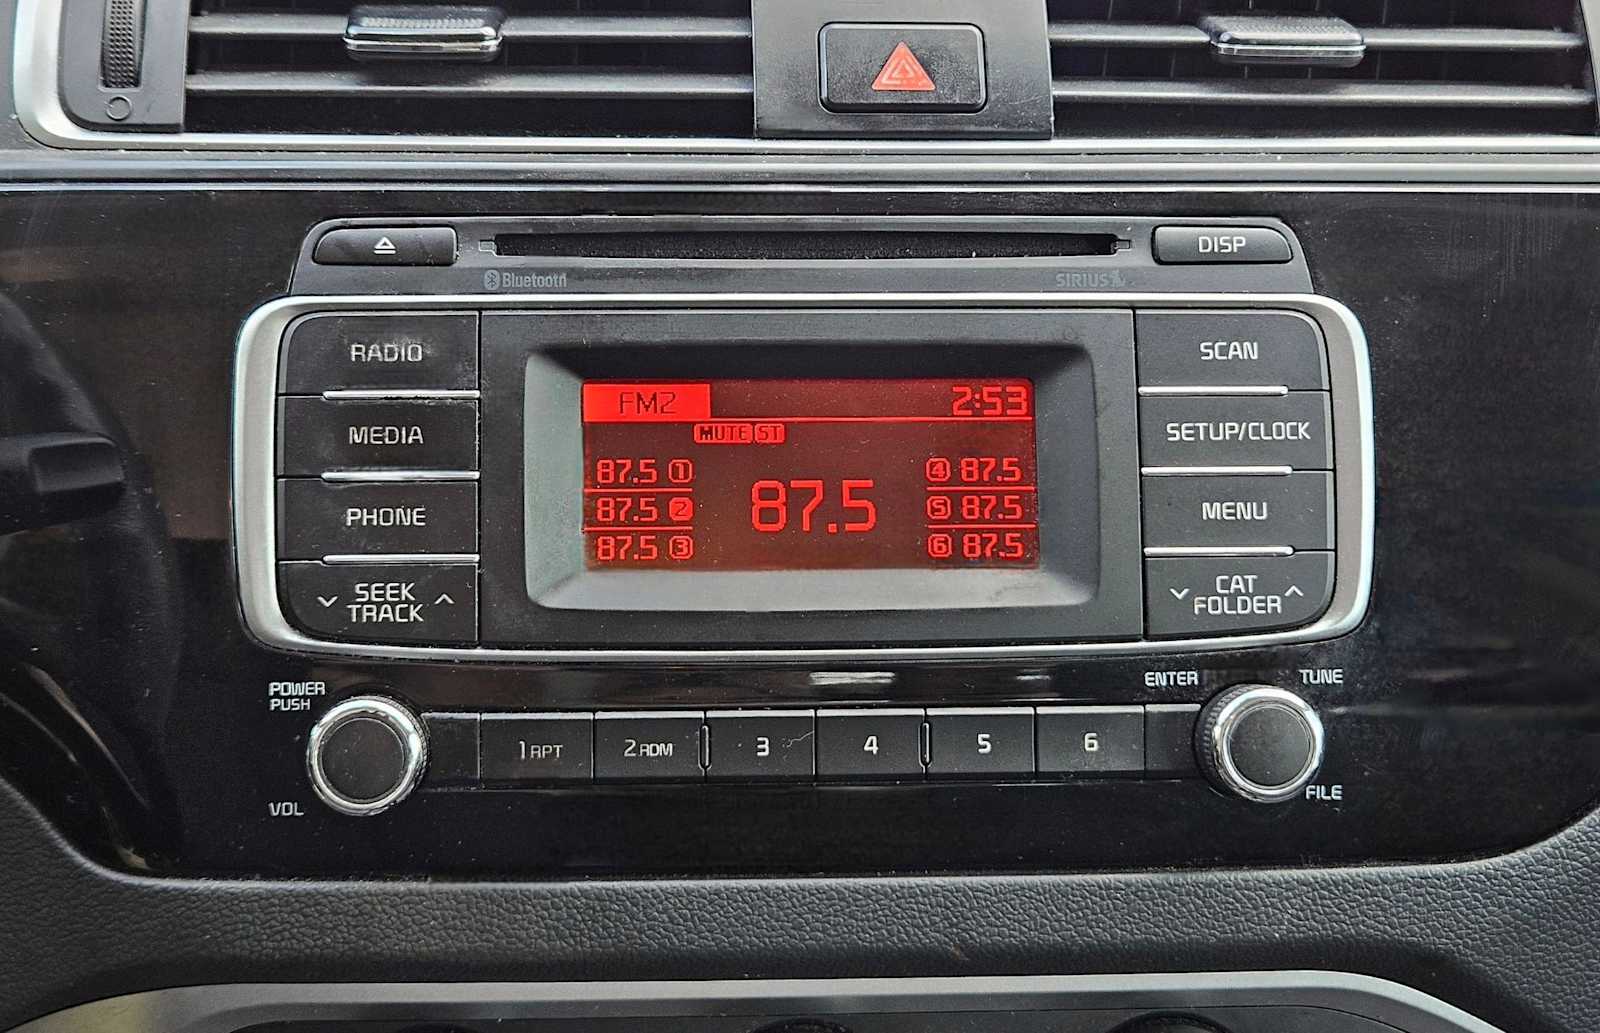 DISP
Bluetooth
SIRIUS
RADIO
MEDIA
PHONE
SEEK
TRACK
FM2
2:53
MUTE ST
87.5 1
87.5 2
87.5 3
87.5
4 87.5
5 87.5
6 87.5
SCAN
SETUP/CLOCK
MENU
CAT
FOLDER
POWER
PUSH
VOL
1 RPT
2 RDM
3
4
5
6
ENTER
TUNE
FILE